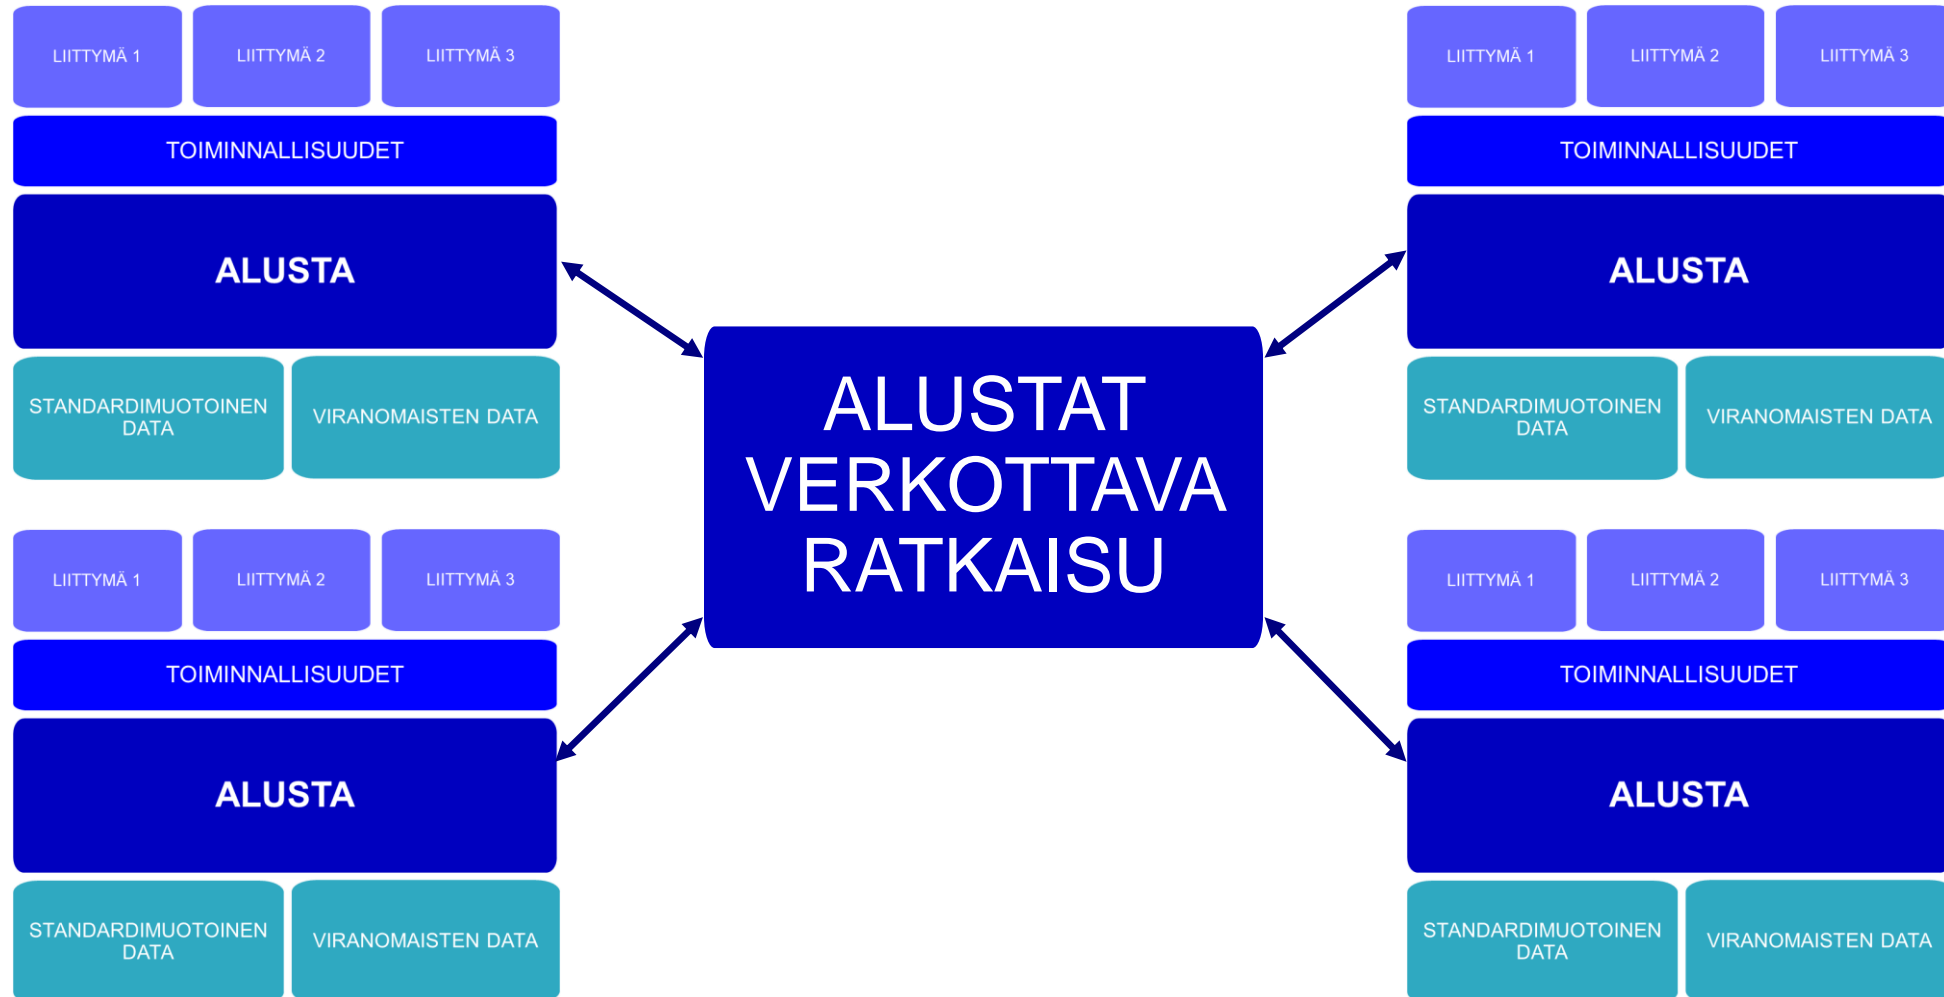 LIITTYMÄ 1
LIITTYMÄ 2
LIITTYMÄ 3
TOIMINNALLISUUDET
ALUSTA
STANDARDIMUOTOINEN
DATA
VIRANOMAISTEN DATA
LIITTYMÄ 1
LIITTYMÄ 2
LIITTYMÄ 3
TOIMINNALLISUUDET
ALUSTA
STANDARDIMUOTOINEN
DATA
VIRANOMAISTEN DATA
ALUSTAT
VERKOTTAVA
RATKAISU
LIITTYMÄ 1
LIITTYMÄ 2
LIITTYMÄ 3
TOIMINNALLISUUDET
ALUSTA
STANDARDIMUOTOINEN
DATA
VIRANOMAISTEN DATA
LIITTYMÄ 1
LIITTYMÄ 2
LIITTYMÄ 3
TOIMINNALLISUUDET
ALUSTA
STANDARDIMUOTOINEN
DATA
VIRANOMAISTEN DATA